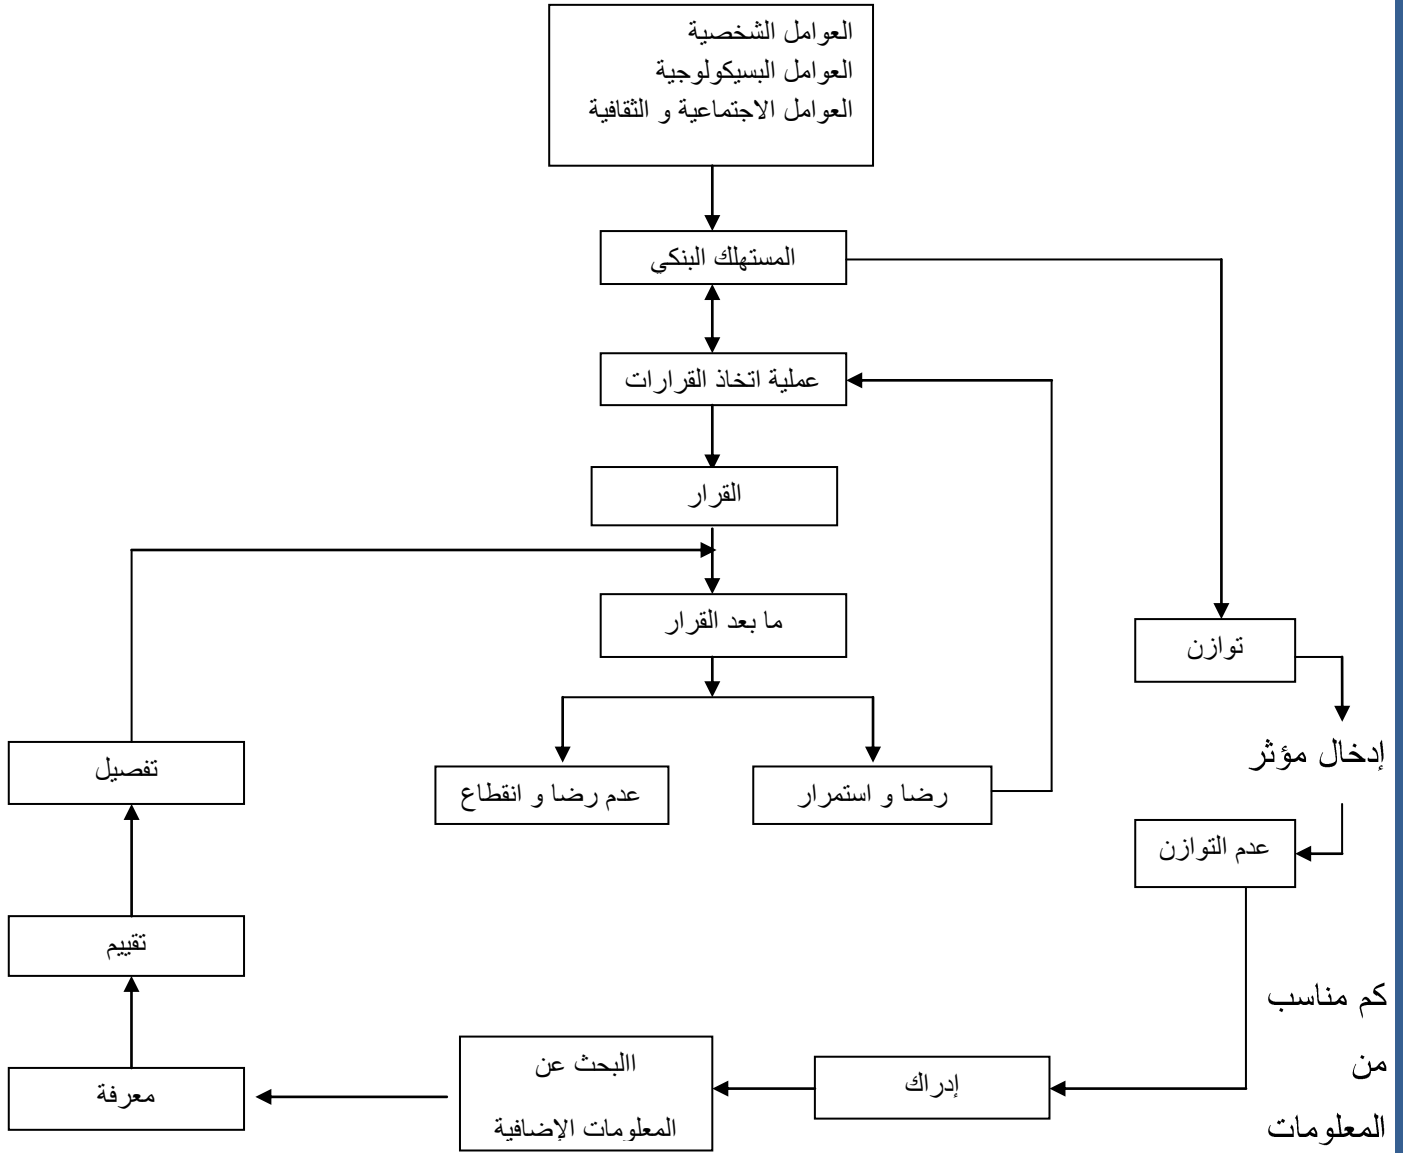 العوامل الشخصية
العوامل البسيكولوجية
العوامل الاجتماعية و الثقافية
المستهلك البنكي
عملية اتخاذ القرارات
القرار
ما بعد القرار
توازن
إدخال مؤثر
تفصيل
عدم رضا و انقطاع
رضا و استمرار
عدم التوازن
تقييم
كم مناسب
من
المعلومات
إدراك
االبحث عن
المعلومات الإضافية
معرفة